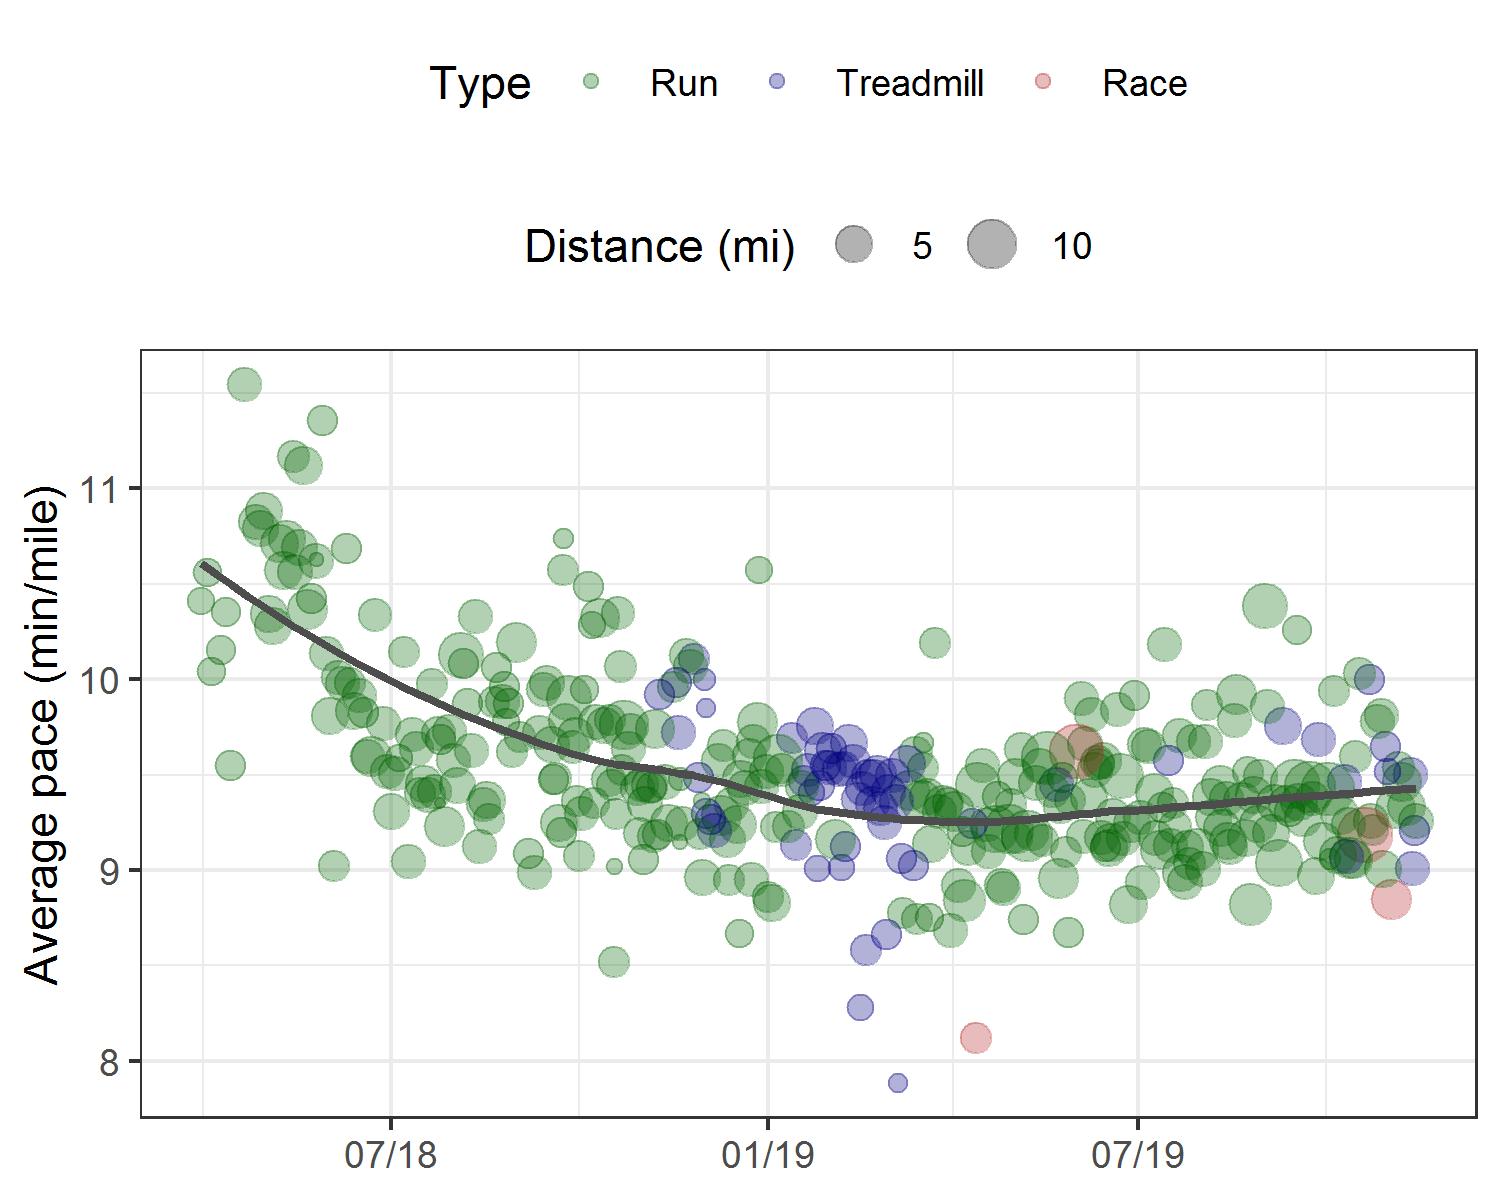 Type Run Treadmill Race
Distance (mi) 5 10
Average pace (min/mile)
11
10
9
8
07/18 01/19 07/19